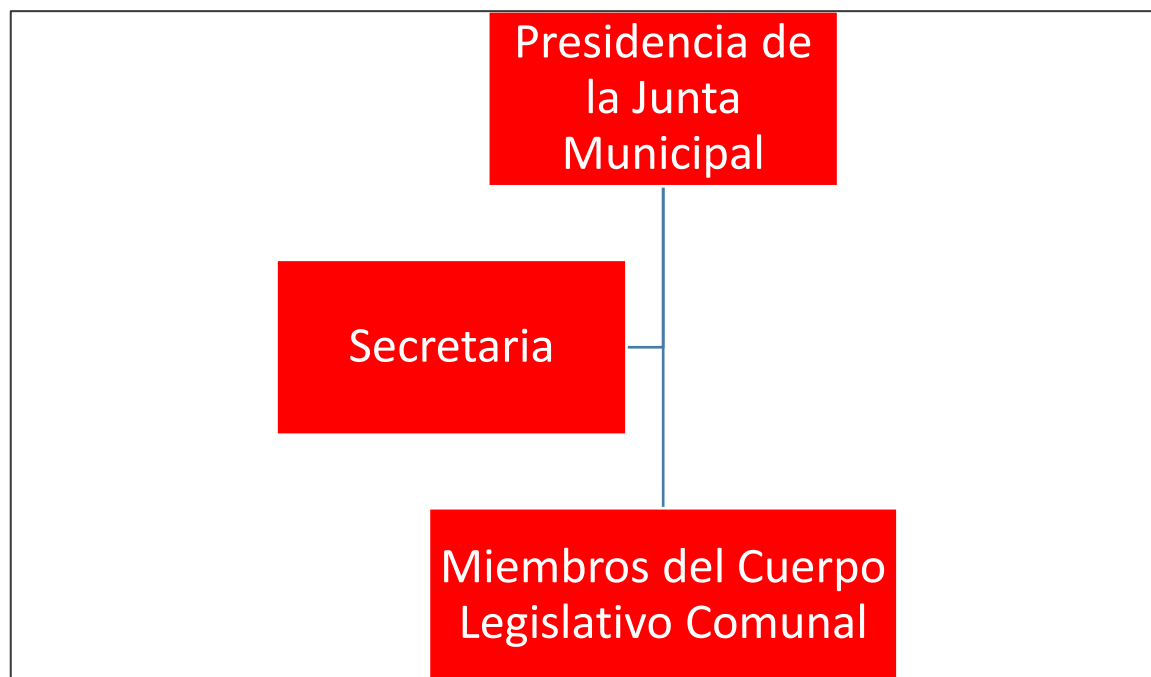 Presidencia de
la Junta
Municipal
Secretaria
Miembros del Cuerpo
Legislativo Comunal